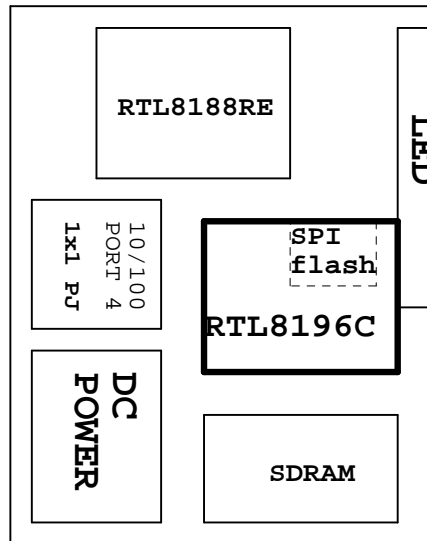 RTL8188RE
LED
10/100
PORT 4
1x1 PJ
SPI
flash
RTL8196C
DC
POWER
SDRAM